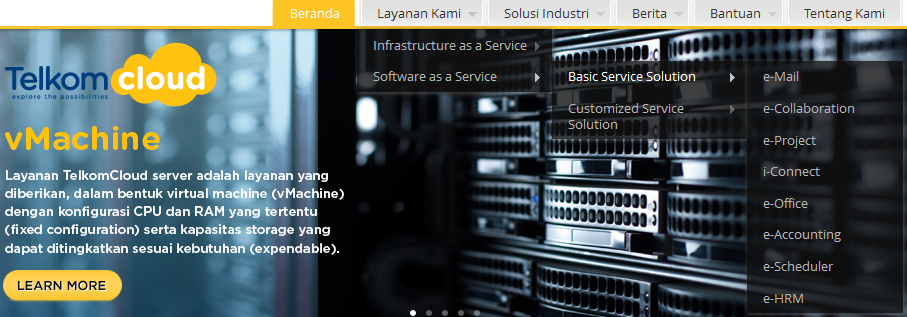 Beranda
Layanan Kami
Solusi Industri
Berita
Bantuan
Tentang Kami
Infrastructure as a Service
Software as a Service
Basic Service Solution
Customized Service
Solution
e-Mail
e-Collaboration
e-Project
i-Connect
e-Office
e-Accounting
e-Scheduler
e-HRM
Telkomcloud
explore the possibilities
vMachine
Layanan TelkomCloud server adalah layanan yang
diberikan, dalam bentuk virtual machine (vMachine)
dengan konfigurasi CPU dan RAM yang tertentu
(fixed configuration) serta kapasitas storage yang
dapat ditingkatkan sesuai kebutuhan (expendable).
LEARN MORE